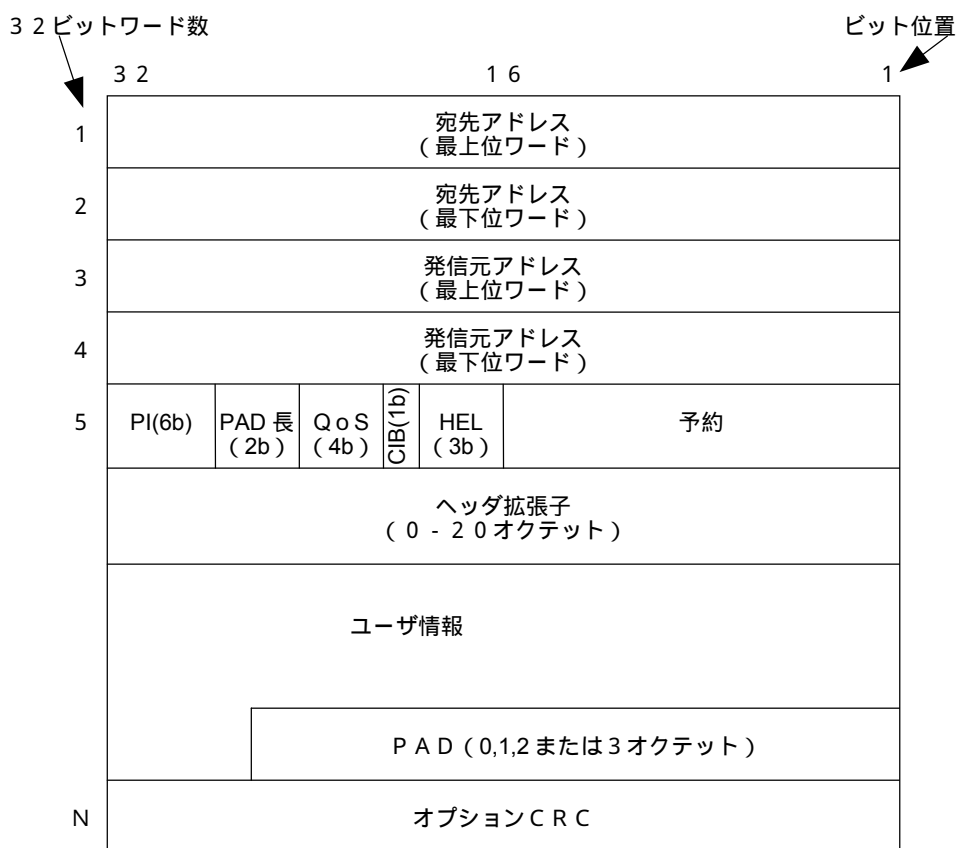 ３２ビットワード数
ビット位置
３２
１６
1
1
宛先アドレス
（最上位ワード）
2
宛先アドレス
（最下位ワード）
3
発信元アドレス
（最上位ワード）
4
発信元アドレス
（最下位ワード）
5
PI(6b)
PAD 長
（2b）
ＱｏＳ
（4b）
CIB(1b)
HEL
（3b）
予約
ヘッダ拡張子
（０－２０オクテット）
ユーザ情報
ＰＡＤ（0,1,2 または３オクテット）
N
オプションＣＲＣ